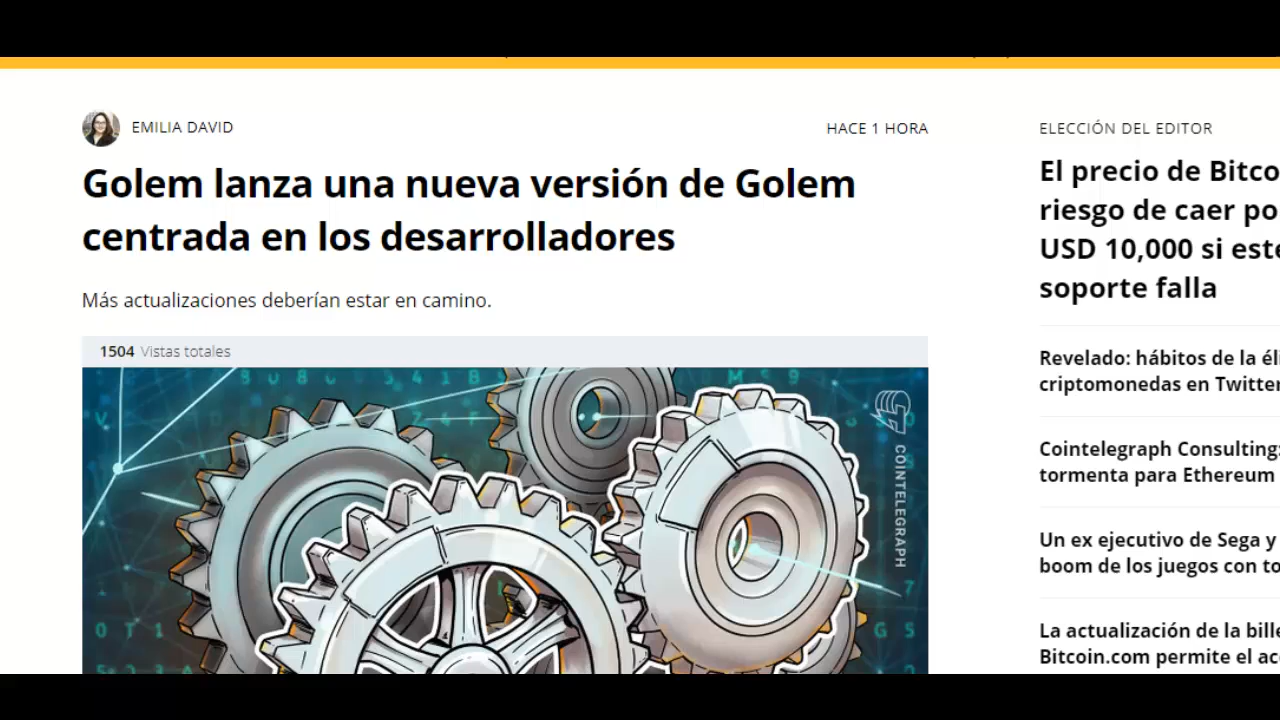 EMILIA DAVID
HACE 1 HORA
Golem lanza una nueva versión de Golem
centrada en los desarrolladores
Más actualizaciones deberían estar en camino.
1504 Vistas totales
COINTELEGRAPH
ELECCIÓN DEL EDITOR
El precio de Bitco
riesgo de caer po
USD 10,000 si este
soporte falla
Revelado: hábitos de la éli
criptomonedas en Twitter
Cointelegraph Consulting:
tormenta para Ethereum
Un ex ejecutivo de Sega y
boom de los juegos con to
La actualización de la bille
Bitcoin.com permite el ac